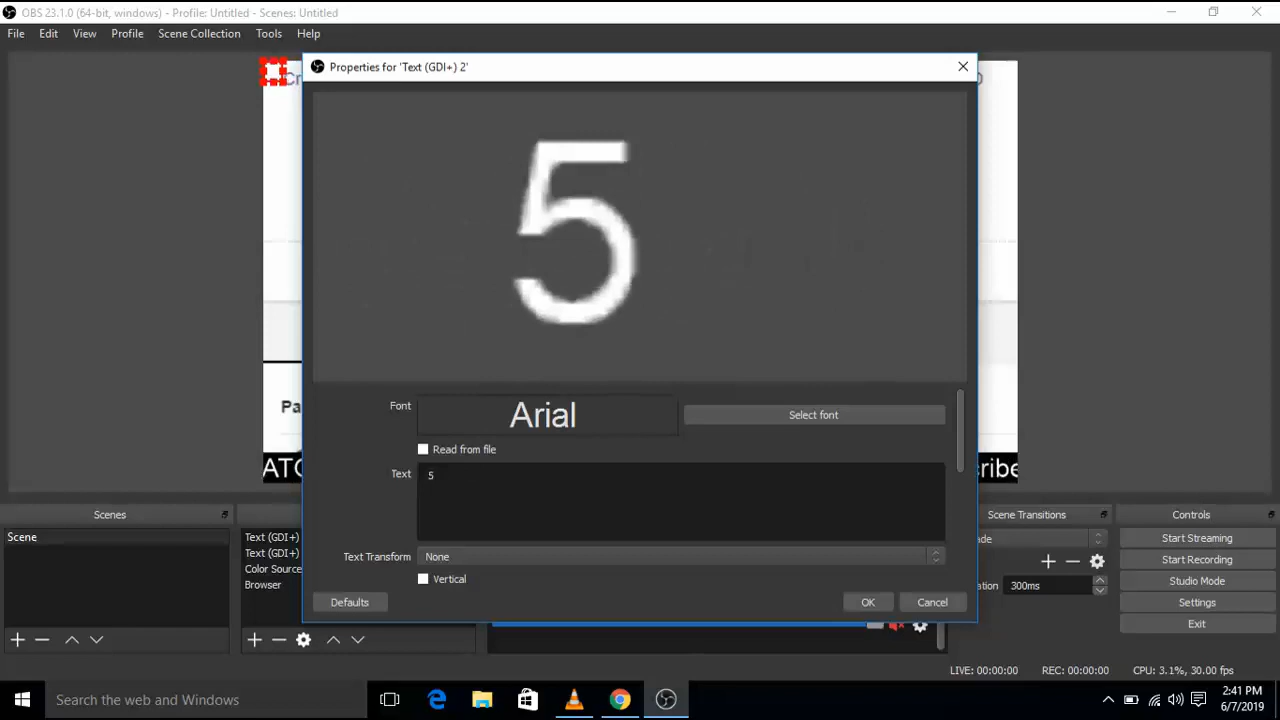 OBS 23.1.0 (64-bit, windows) - Profile: Untitled - Scenes: Untitled
File Edit View Profile Scene Collection Tools Help
Properties for 'Text (GDI+) 2'
5
Font Arial Select font
Read from file
Text 5
Text Transform None
Vertical
Defaults OK Cancel
Pa
ATC
cribe
Scenes
Scene
Text (GDI+)
Text (GDI+)
Color Source
Browser
Scene Transitions
ade
ation 300ms
Controls
Start Streaming
Start Recording
Studio Mode
Settings
Exit
LIVE: 00:00:00 REC: 00:00:00 CPU: 3.1%, 30.00 fps
Search the web and Windows
2:41 PM
6/7/2019